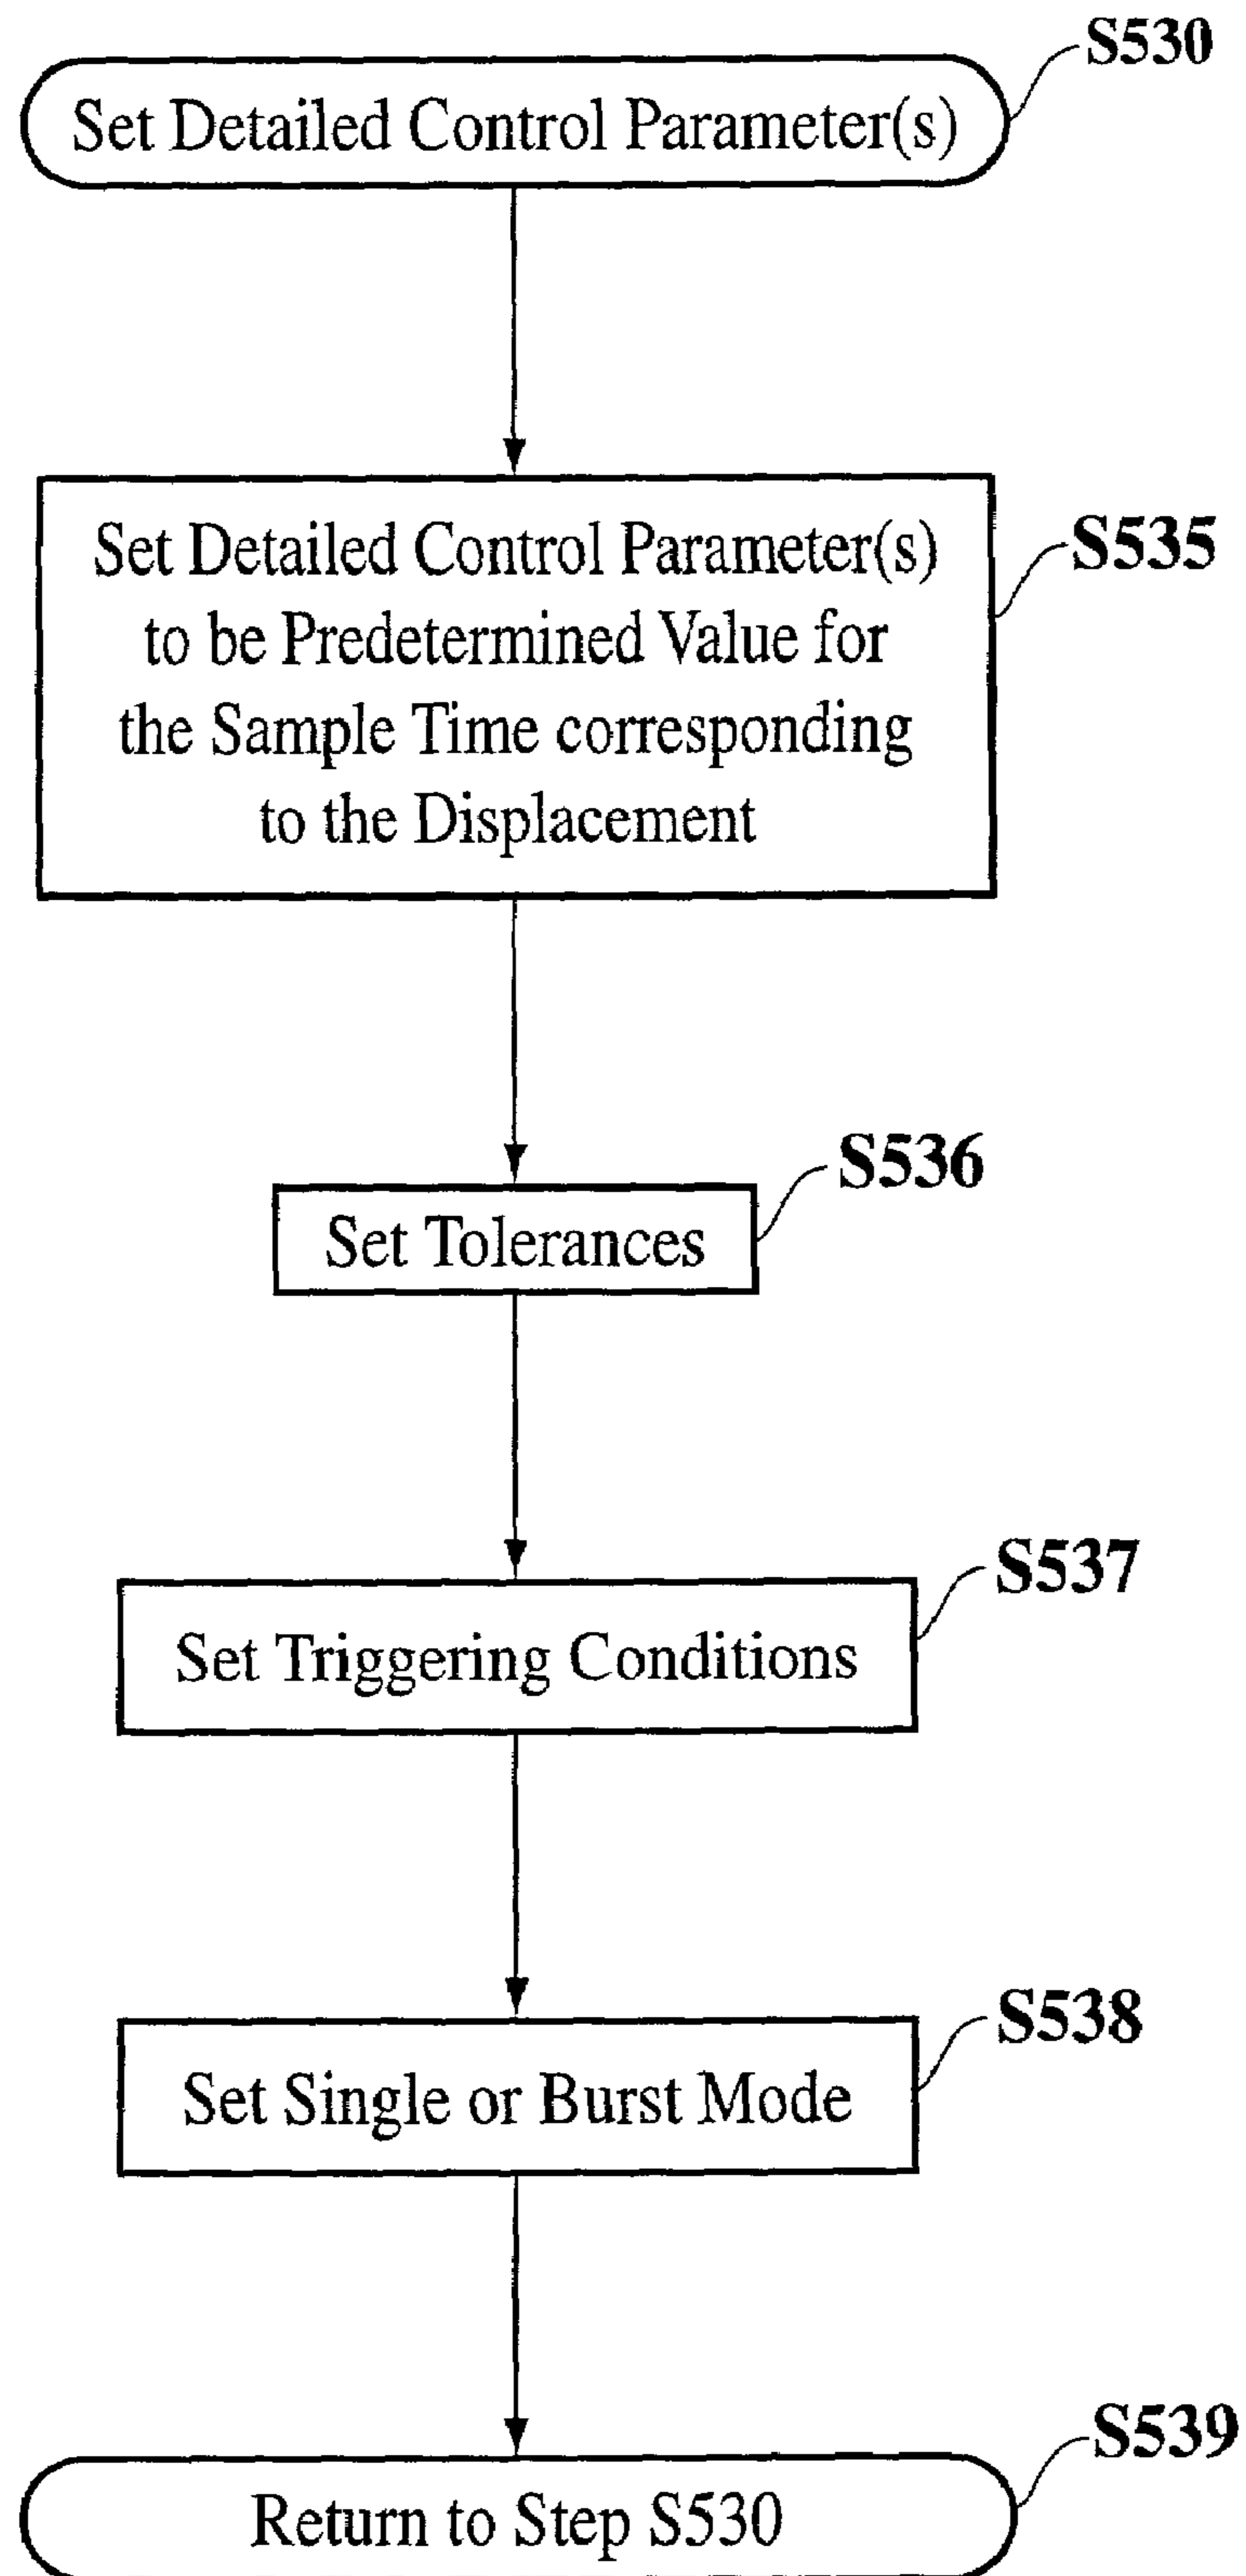 S530
Set Detailed Control Parameter(s)
S535
Set Detailed Control Parameter(s)
to be Predetermined Value for
the Sample Time corresponding
to the Displacement
S536
Set Tolerances
S537
Set Triggering Conditions
S538
Set Single or Burst Mode
S539
Return to Step S530